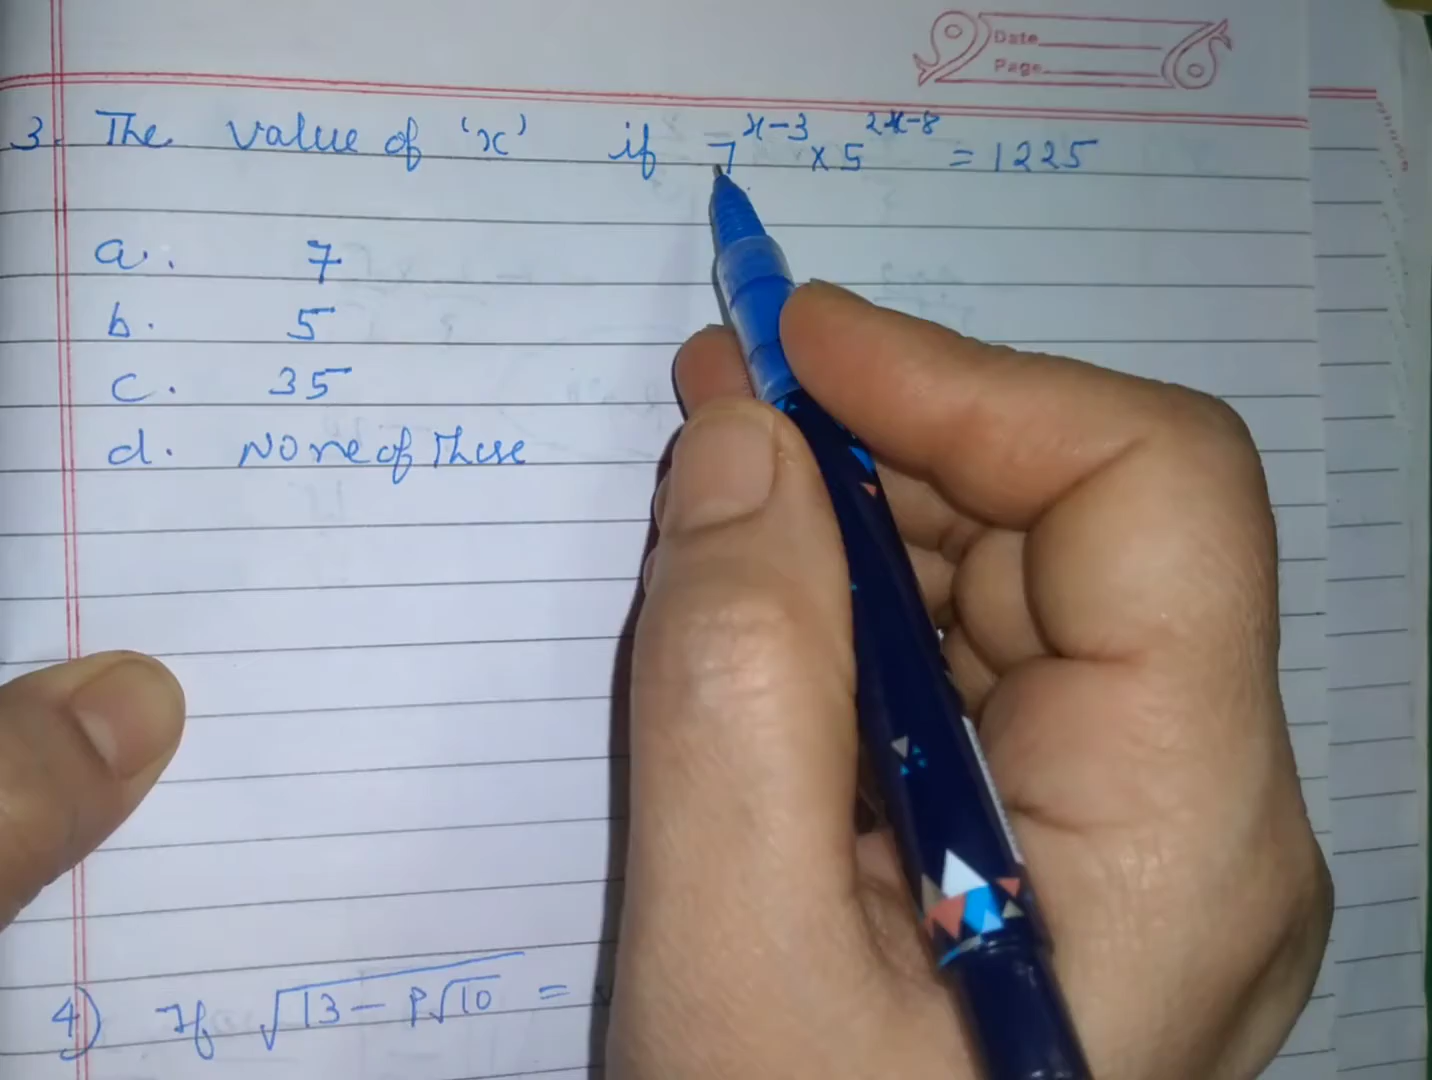 Date
Page
3. The value of 'x' if 7^{x-3} × 5^{2x-8} = 1225
a. 7
b. 5
c. 35
d. None of These
4) If √(13 - P√10) =